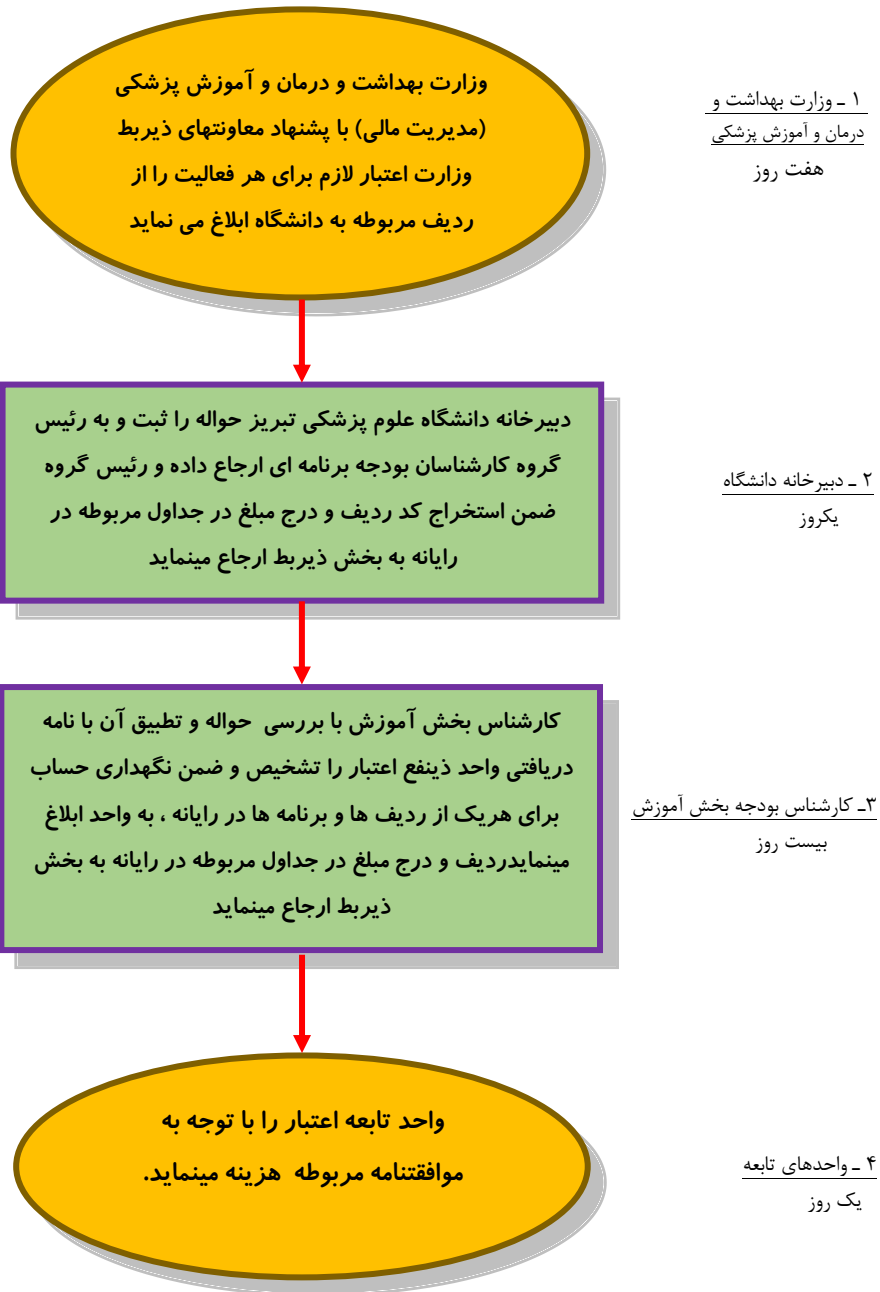 وزارت بهداشت و درمان و آموزش پزشکی
(مدیریت مالی) با پشنهاد معاونتهای ذیربط
وزارت اعتبار لازم برای هر فعالیت را از
ردیف مربوطه به دانشگاه ابلاغ می نماید
۱ ـ وزارت بهداشت و
درمان و آموزش پزشکی
هفت روز
دبیرخانه دانشگاه علوم پزشکی تبریز حواله را ثبت و به رئیس
گروه کارشناسان بودجه برنامه ای ارجاع داده و رئیس گروه
ضمن استخراج کد ردیف و درج مبلغ در جداول مربوطه در
رایانه به بخش ذیربط ارجاع مینماید
۲ ـ دبیرخانه دانشگاه
یکروز
کارشناس بخش آموزش با بررسی حواله و تطبیق آن با نامه
دریافتی واحد ذینفع اعتبار را تشخیص و ضمن نگهداری حساب
برای هریک از ردیف ها و برنامه ها در رایانه ، به واحد ابلاغ
مینمایدردیف و درج مبلغ در جداول مربوطه در رایانه به بخش
ذیربط ارجاع مینماید
۳ـ کارشناس بودجه بخش آموزش
بیست روز
واحد تابعه اعتبار را با توجه به
موافقتنامه مربوطه هزینه مینماید.
۴ ـ واحدهای تابعه
یک روز